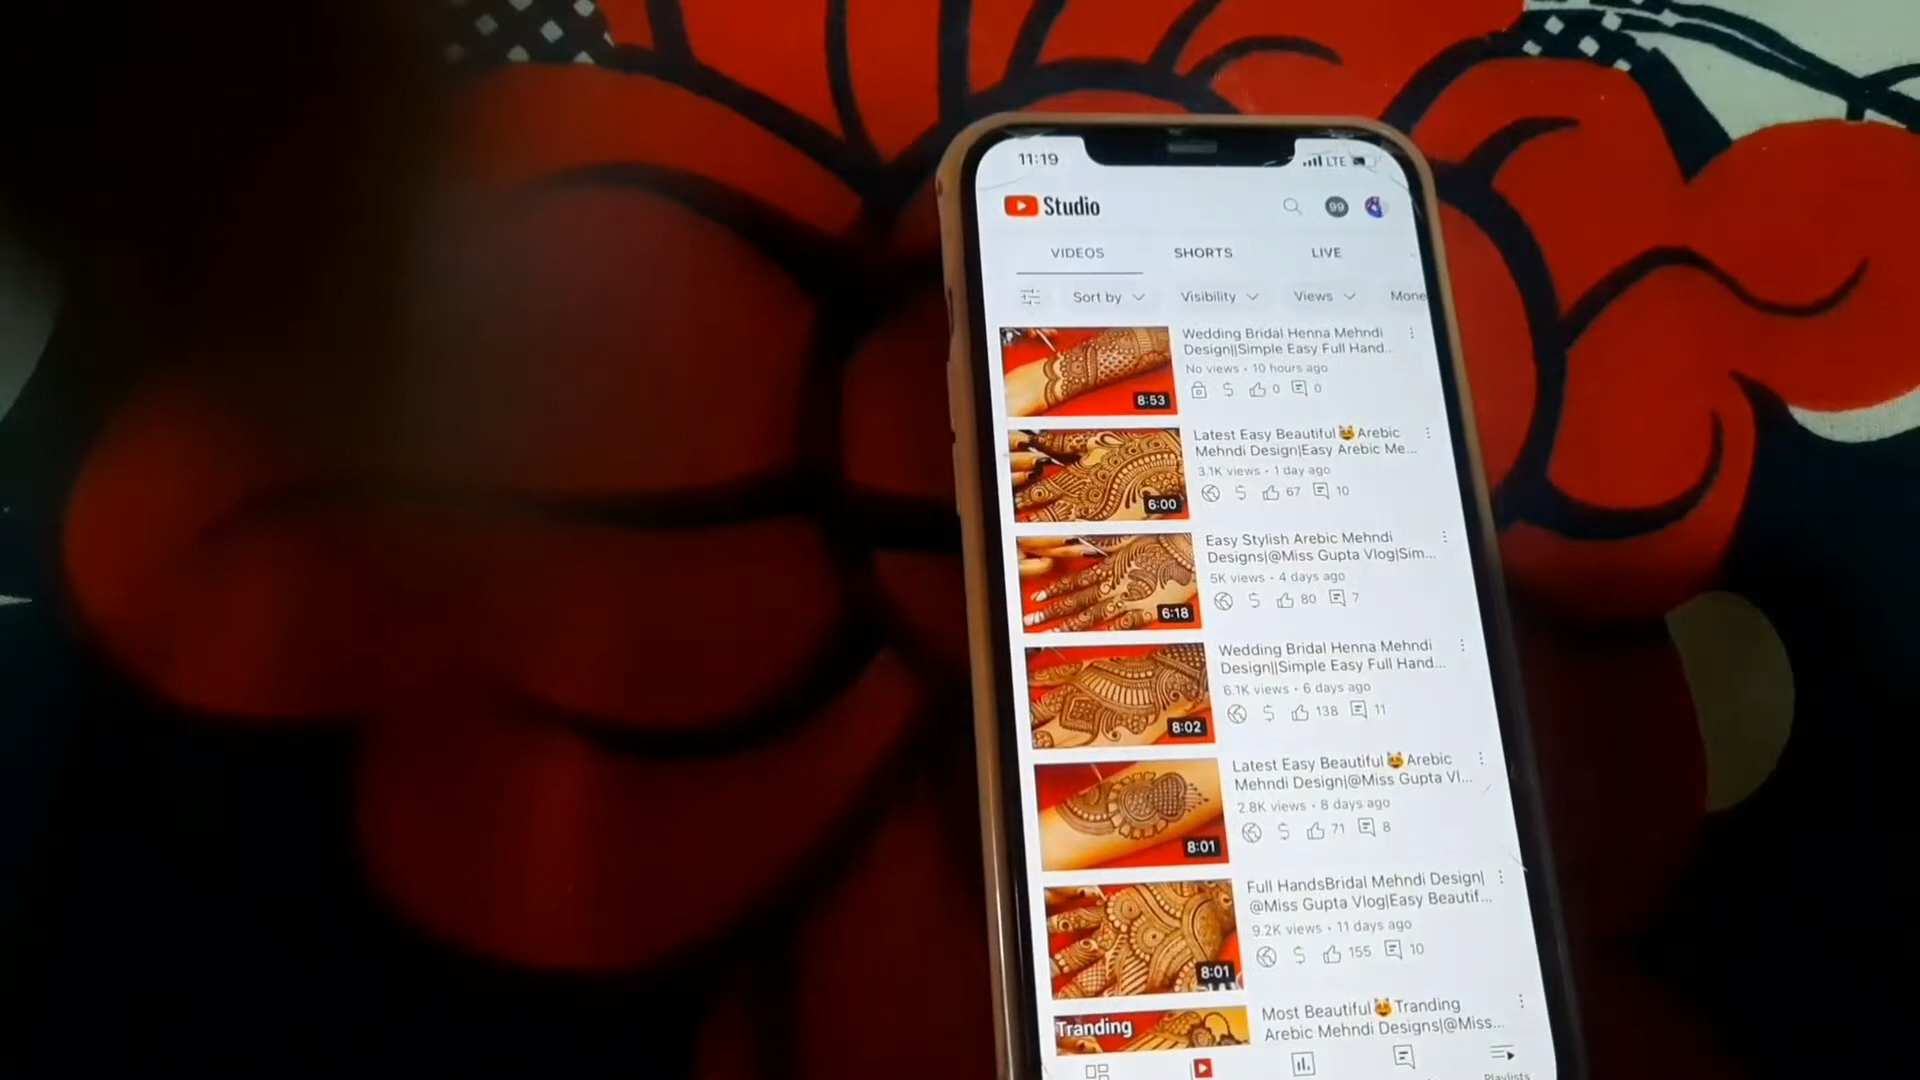 11:19
LTE
Studio
99
VIDEOS SHORTS LIVE
Sort by Visibility Views Mone
Wedding Bridal Henna Mehndi
Design||Simple Easy Full Hand...
No views • 10 hours ago
0 0
8:53
Latest Easy Beautiful😻Arebic
Mehndi Design|Easy Arebic Me...
3.1K views • 1 day ago
67 10
6:00
Easy Stylish Arebic Mehndi
Designs|@Miss Gupta Vlog|Sim...
5K views • 4 days ago
80 7
6:18
Wedding Bridal Henna Mehndi
Design||Simple Easy Full Hand...
6.1K views • 6 days ago
138 11
8:02
Latest Easy Beautiful😻Arebic
Mehndi Design|@Miss Gupta Vl...
2.8K views • 8 days ago
71 8
8:01
Full HandsBridal Mehndi Design|
@Miss Gupta Vlog|Easy Beautif...
9.2K views • 11 days ago
155 10
8:01
Tranding
Most Beautiful😻Tranding
Arebic Mehndi Designs|@Miss...
Playlists